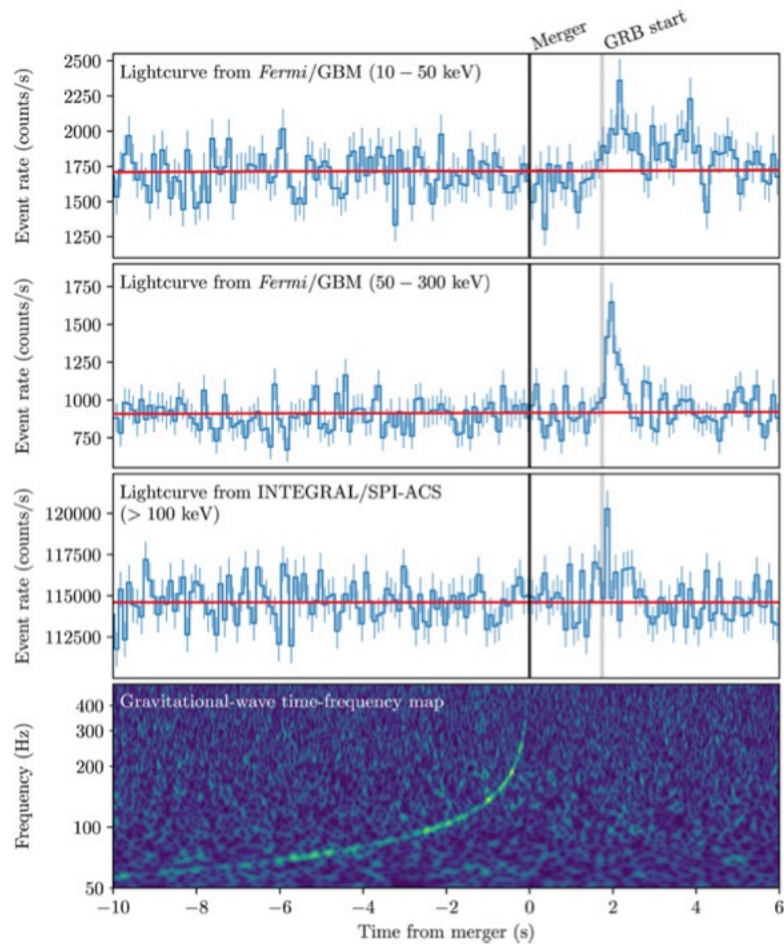 Merger
GRB start
Lightcurve from Fermi/GBM (10 − 50 keV)
Event rate (counts/s)
2500
2250
2000
1750
1500
1250
Lightcurve from Fermi/GBM (50 − 300 keV)
Event rate (counts/s)
1750
1500
1250
1000
750
Lightcurve from INTEGRAL/SPI-ACS
(> 100 keV)
Event rate (counts/s)
120000
117500
115000
112500
Gravitational-wave time-frequency map
Frequency (Hz)
500
400
300
200
100
50
−10
−8
−6
−4
−2
0
2
4
6
Time from merger (s)